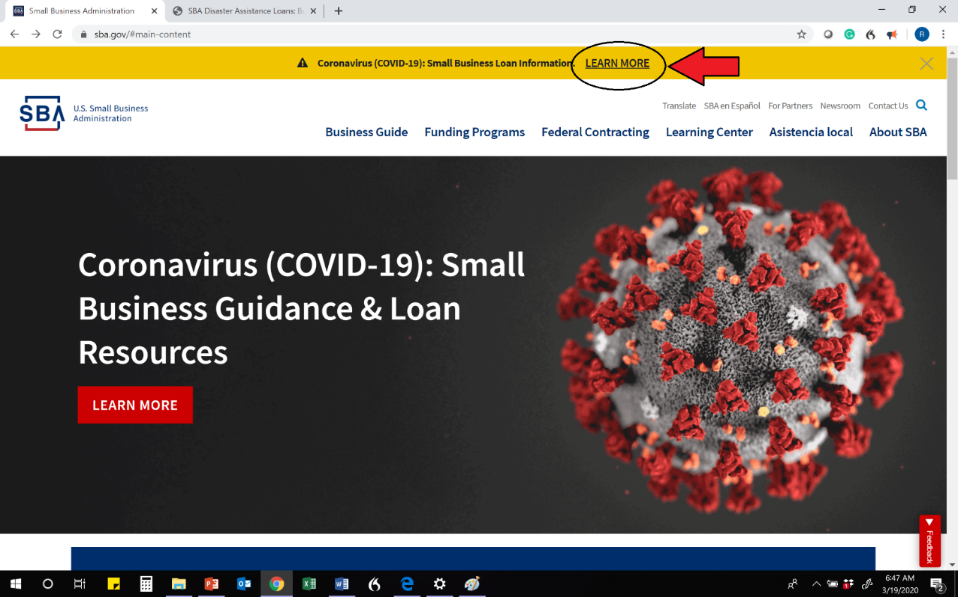 Small Business Administration
SBA Disaster Assistance Loans:
sba.gov/#main-content
Coronavirus (COVID-19): Small Business Loan Information. LEARN MORE
Translate SBA en Español For Partners Newsroom Contact Us
SBA U.S. Small Business
Administration
Business Guide Funding Programs Federal Contracting Learning Center Asistencia local About SBA
Coronavirus (COVID-19): Small
Business Guidance & Loan
Resources
LEARN MORE
Feedback
6:47 AM
3/19/2020